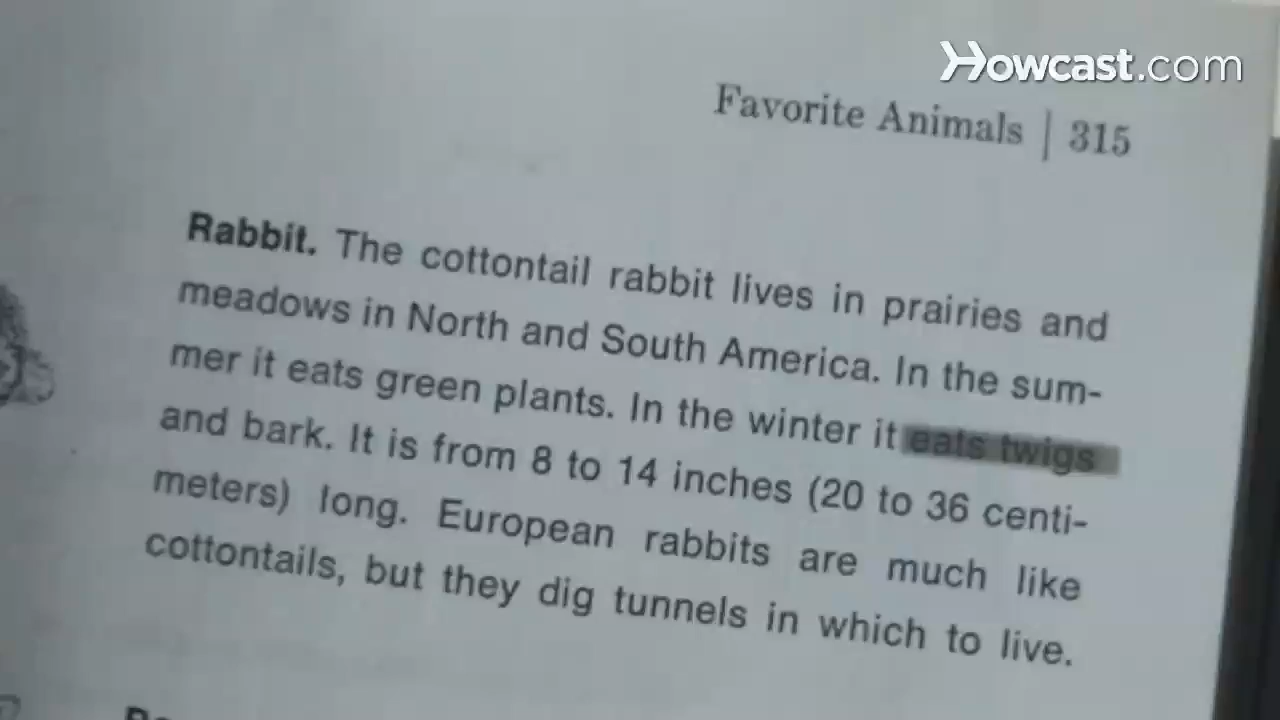 Howcast.com
Favorite Animals | 315
Rabbit. The cottontail rabbit lives in prairies and
meadows in North and South America. In the sum-
mer it eats green plants. In the winter it eats twigs
and bark. It is from 8 to 14 inches (20 to 36 centi-
meters) long. European rabbits are much like
cottontails, but they dig tunnels in which to live.